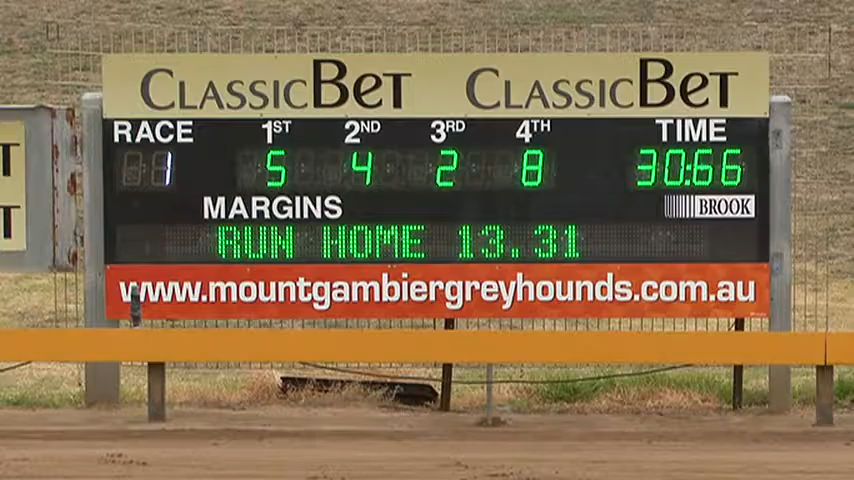 CLASSICBET CLASSICBET
RACE 1ST 2ND 3RD 4TH TIME
1 5 4 2 8 30:66
MARGINS BROOK
RUN HOME 13.31
www.mountgambiergreyhounds.com.au
T
T